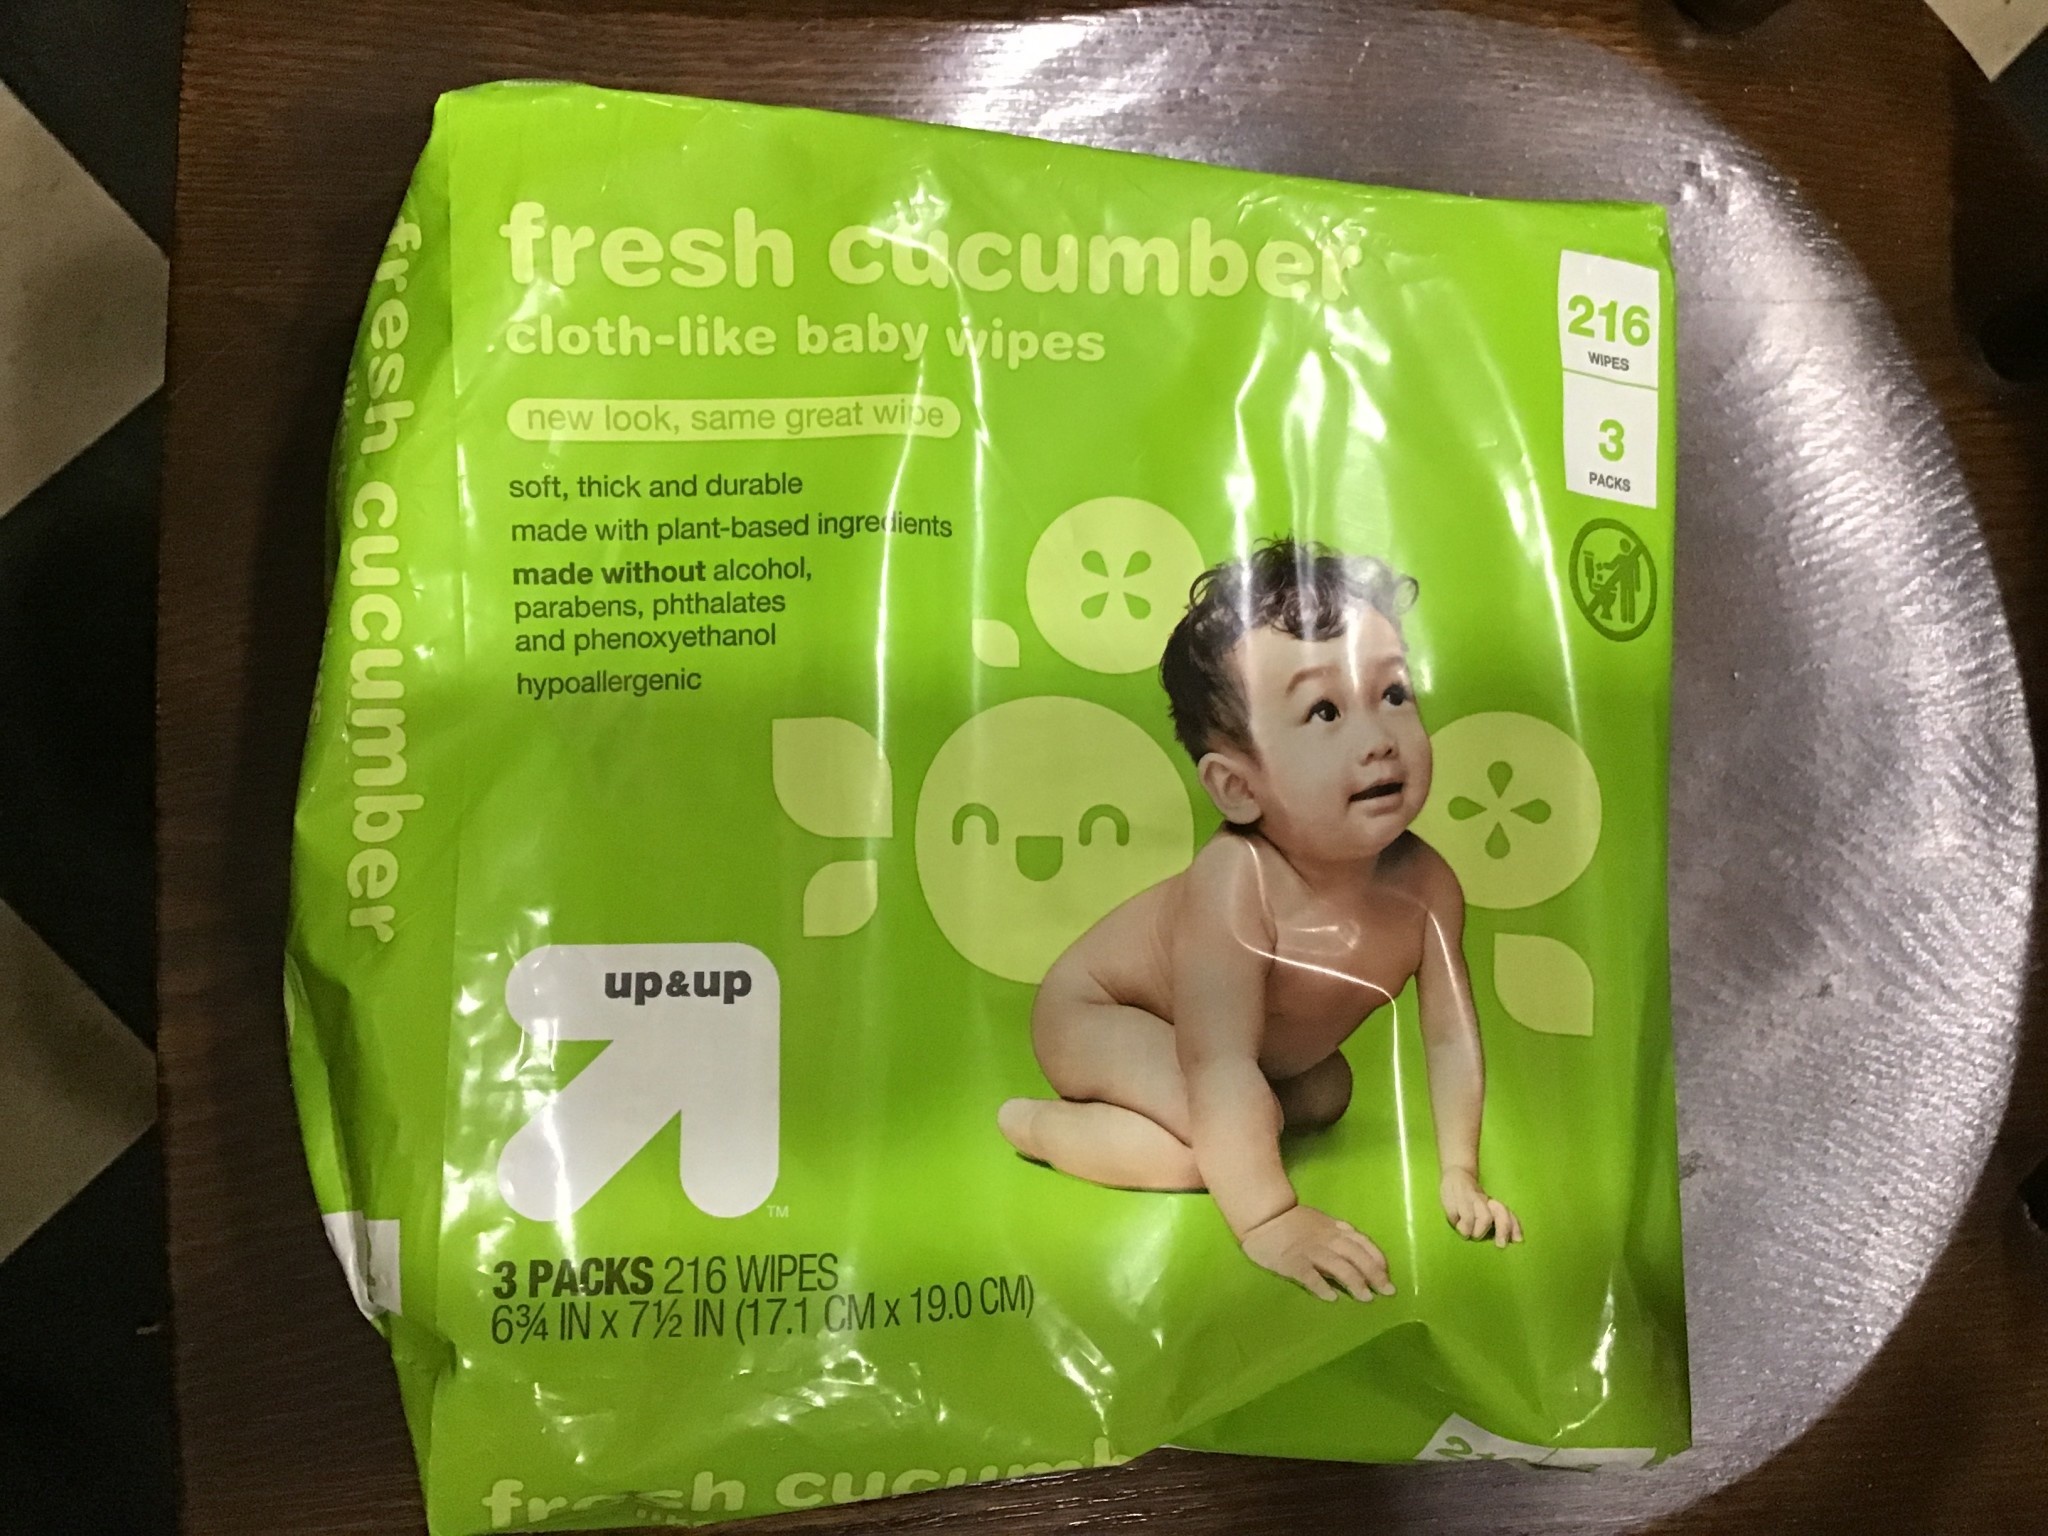 fresh cucumber
cloth-like baby wipes
new look, same great wipe
soft, thick and durable
made with plant-based ingredients
made without alcohol,
parabens, phthalates
and phenoxyethanol
hypoallergenic
216
WIPES
3
PACKS
fresh cucumber
up&up
TM
3 PACKS 216 WIPES
6¾ IN x 7½ IN (17.1 CM x 19.0 CM)
fresh cucumb